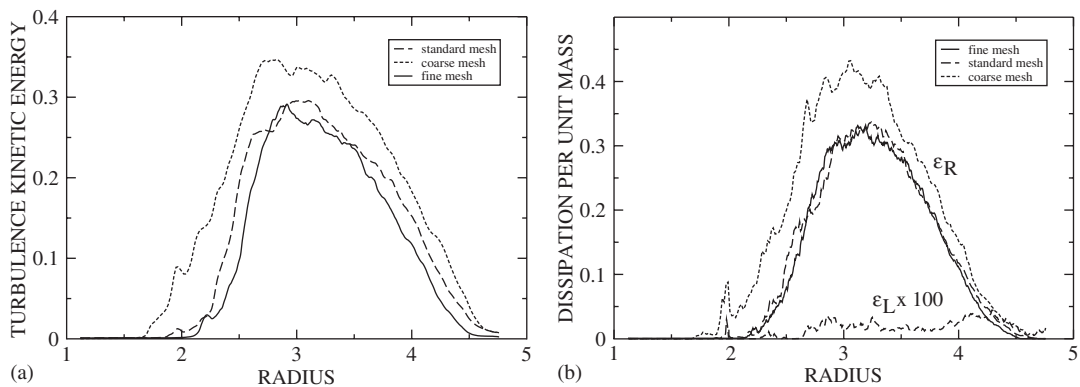 TURBULENCE KINETIC ENERGY
0.4
0.3
0.2
0.1
0
standard mesh
coarse mesh
fine mesh
1 2 3 4 5
RADIUS
(a)
DISSIPATION PER UNIT MASS
0.4
0.3
0.2
0.1
0
fine mesh
standard mesh
coarse mesh
εR
εL x 100
1 2 3 4 5
RADIUS
(b)